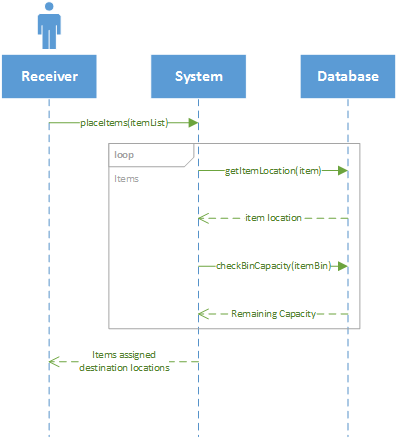 Receiver
System
Database
placeItems(itemList)
loop
Items
getItemLocation(item)
item location
checkBinCapacity(itemBin)
Remaining Capacity
Items assigned
destination locations